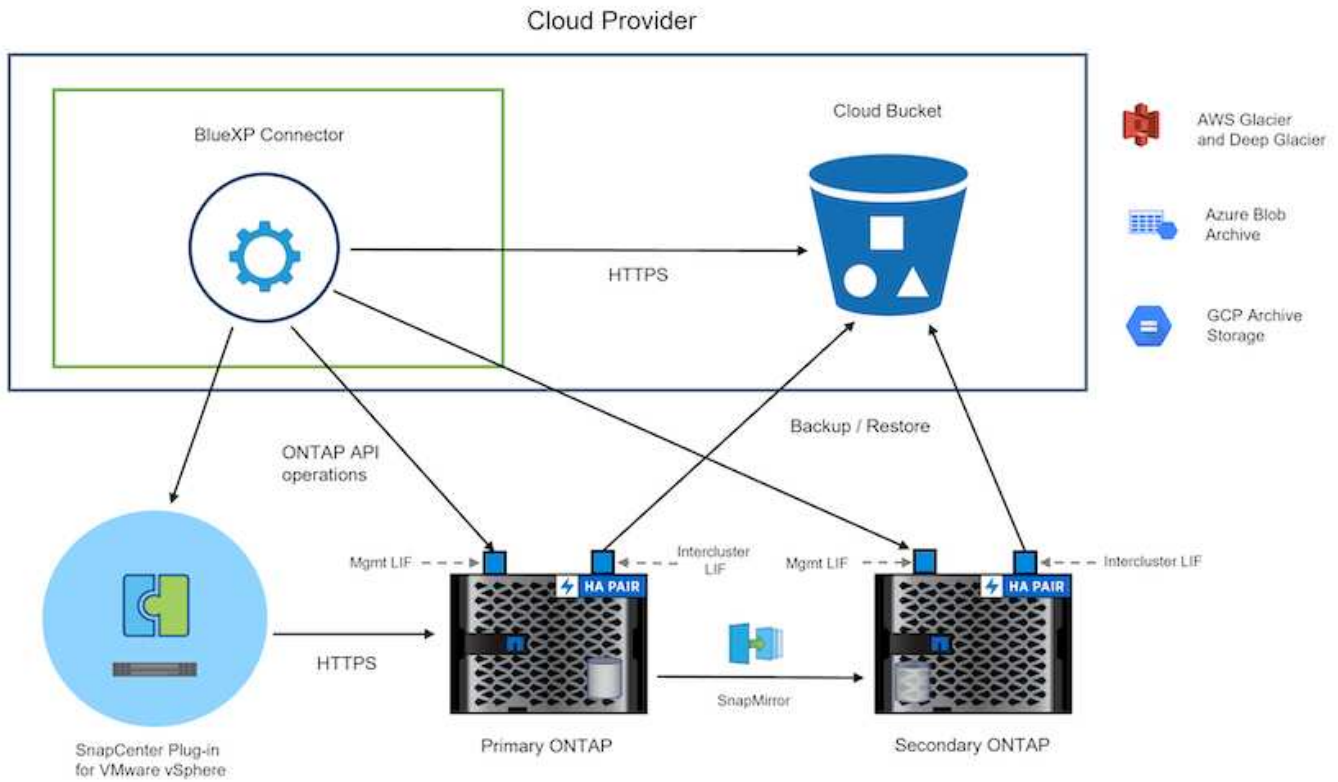 Cloud Provider
BlueXP Connector
Cloud Bucket
AWS Glacier
and Deep Glacier
HTTPS
Azure Blob
Archive
GCP Archive
Storage
ONTAP API
operations
Backup / Restore
Mgmt LIF
Intercluster
LIF
Mgmt LIF
Intercluster LIF
HA PAIR
HA PAIR
HTTPS
SnapMirror
SnapCenter Plug-in
for VMware vSphere
Primary ONTAP
Secondary ONTAP